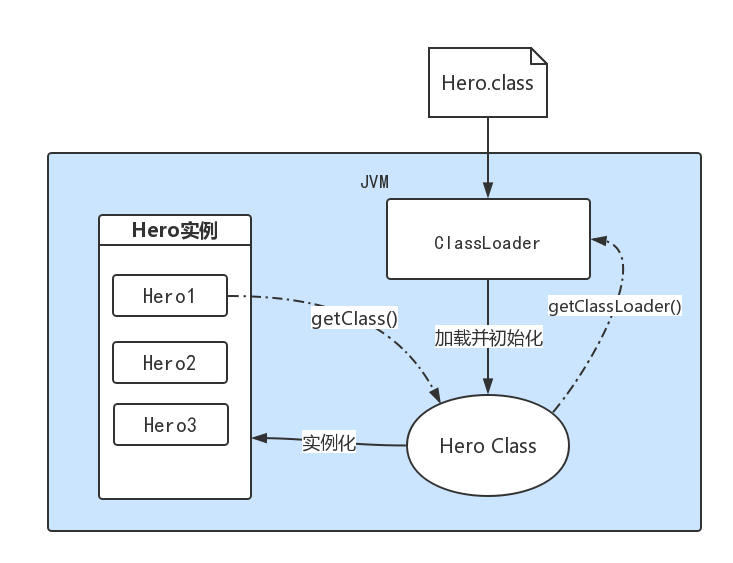 Hero.class
JVM
ClassLoader
Hero实例
Hero1
getClass()
getClassLoader()
加载并初始化
Hero2
Hero3
实例化
Hero Class